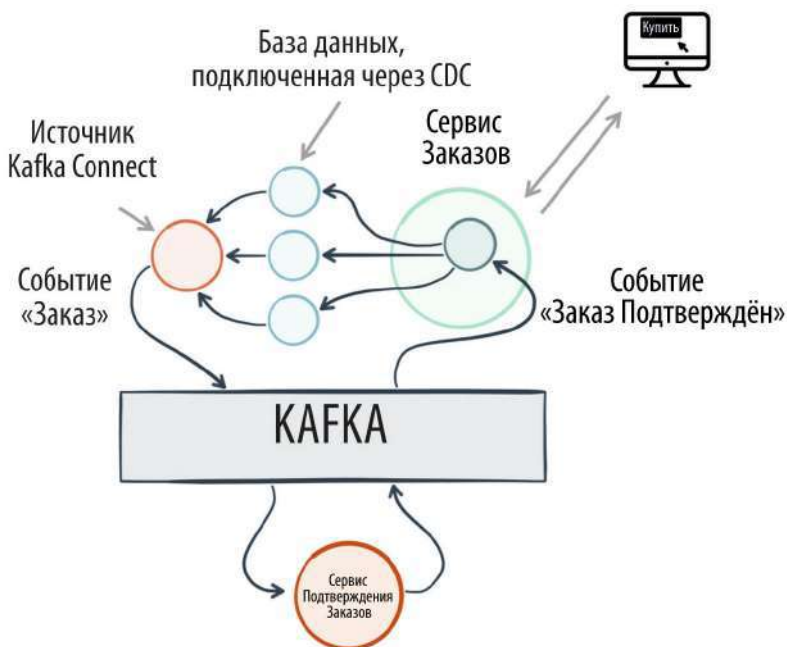 Купить
База данных,
подключенная через CDC
Сервис
Заказов
Источник
Kafka Connect
Событие
«Заказ»
Событие
«Заказ Подтверждён»
KAFKA
Сервис
Подтверждения
Заказов